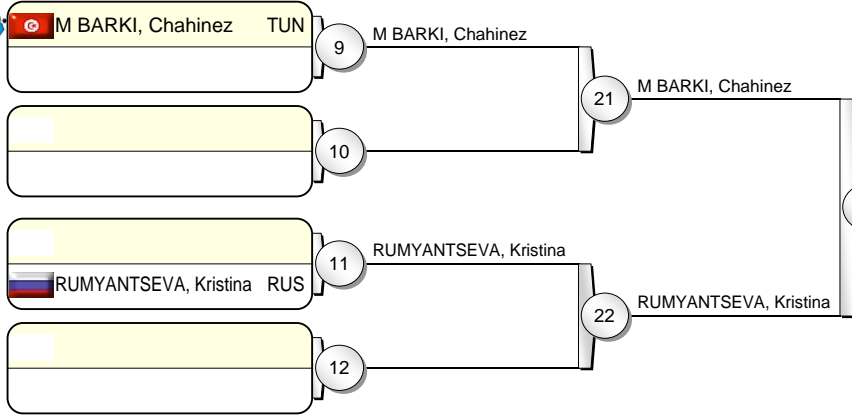 M BARKI, Chahinez TUN
9
M BARKI, Chahinez
21
M BARKI, Chahinez
10
11
RUMYANTSEVA, Kristina
RUMYANTSEVA, Kristina RUS
22
RUMYANTSEVA, Kristina
12